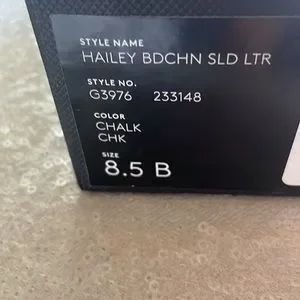 STYLE NAME
HAILEY BDCHN SLD LTR
STYLE NO.
G3976 233148
COLOR
CHALK
CHK
SIZE
8.5 B